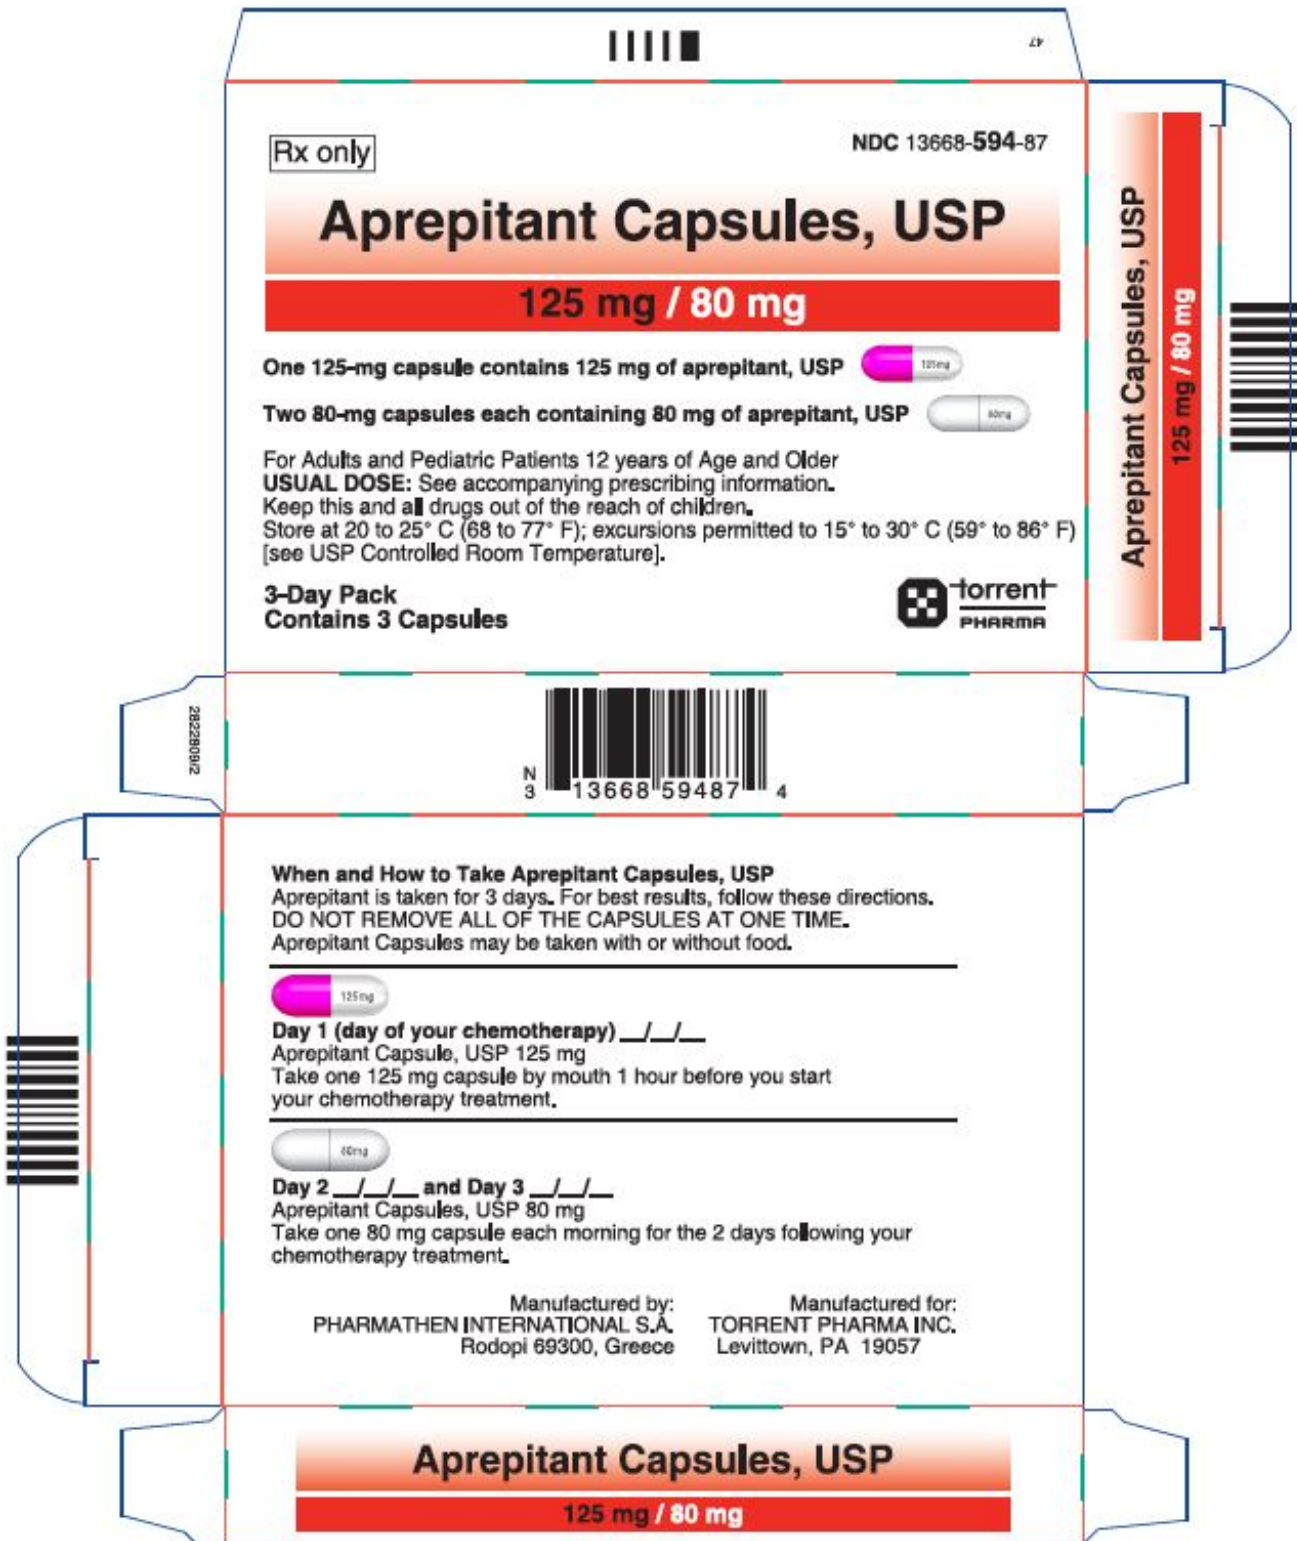 47
Rx only
NDC 13668-594-87
Aprepitant Capsules, USP
125 mg / 80 mg
One 125-mg capsule contains 125 mg of aprepitant, USP
125mg
Two 80-mg capsules each containing 80 mg of aprepitant, USP
80mg
For Adults and Pediatric Patients 12 years of Age and Older
USUAL DOSE: See accompanying prescribing information.
Keep this and all drugs out of the reach of children.
Store at 20 to 25° C (68 to 77° F); excursions permitted to 15° to 30° C (59° to 86° F)
[see USP Controlled Room Temperature].
3-Day Pack
Contains 3 Capsules
torrent
PHARMA
Aprepitant Capsules, USP
125 mg / 80 mg
2822809/2
N
3 13668 59487 4
When and How to Take Aprepitant Capsules, USP
Aprepitant is taken for 3 days. For best results, follow these directions.
DO NOT REMOVE ALL OF THE CAPSULES AT ONE TIME.
Aprepitant Capsules may be taken with or without food.
125mg
Day 1 (day of your chemotherapy) __/__/__
Aprepitant Capsule, USP 125 mg
Take one 125 mg capsule by mouth 1 hour before you start
your chemotherapy treatment.
80mg
Day 2 __/__/__ and Day 3 __/__/__
Aprepitant Capsules, USP 80 mg
Take one 80 mg capsule each morning for the 2 days following your
chemotherapy treatment.
Manufactured by:
PHARMATHEN INTERNATIONAL S.A.
Rodopi 69300, Greece
Manufactured for:
TORRENT PHARMA INC.
Levittown, PA 19057
Aprepitant Capsules, USP
125 mg / 80 mg